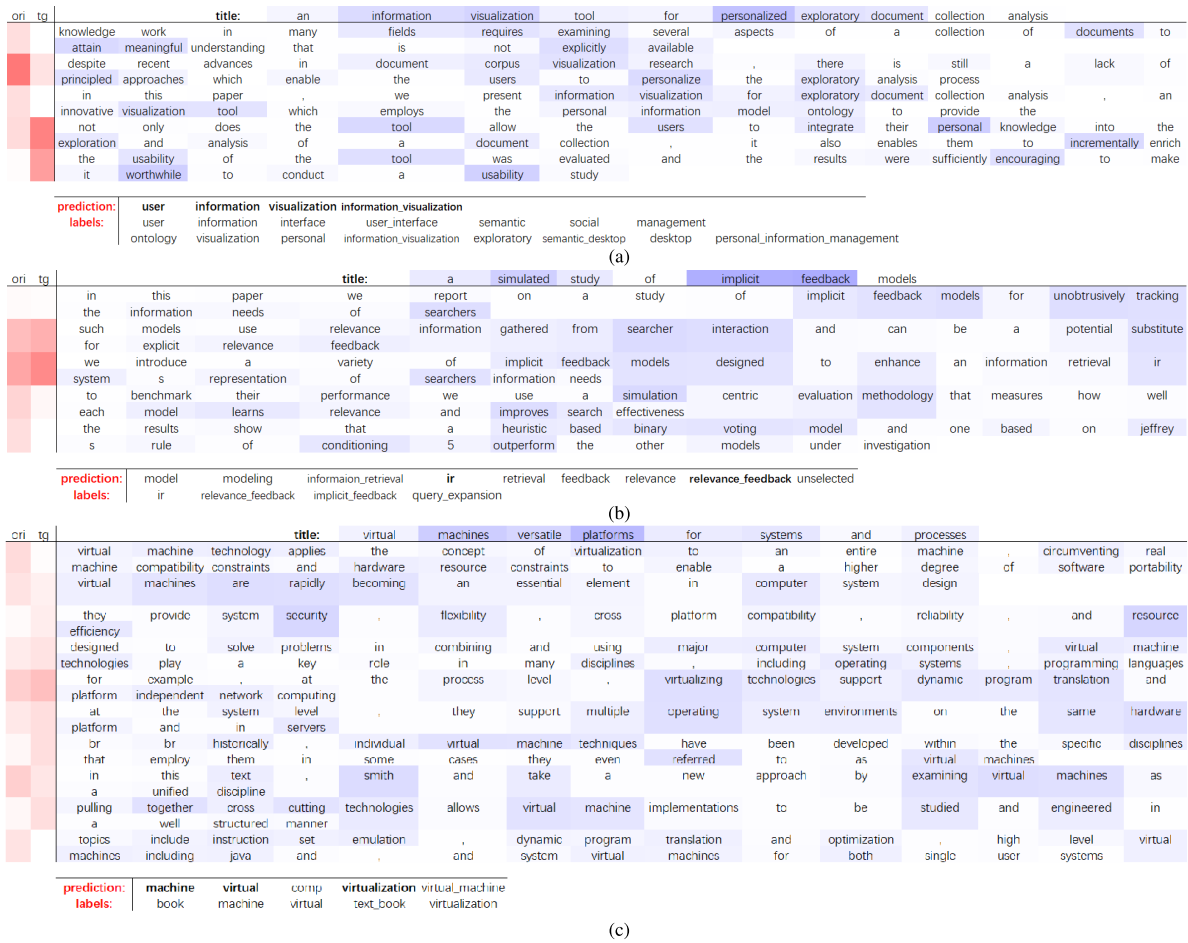 ori tg title: an information visualization tool for personalized exploratory document collection analysis
knowledge work in many fields requires examining several aspects of a collection of documents to
attain meaningful understanding that is not explicitly available
despite recent advances in document corpus visualization research , there is still a lack of
principled approaches which enable the users to personalize the exploratory analysis process
in this paper , we present information visualization for exploratory document collection analysis , an
innovative visualization tool which employs the personal information model ontology to provide the
not only does the tool allow the users to integrate their personal knowledge into the
exploration and analysis of a document collection , it also enables them to incrementally enrich
the usability of the tool was evaluated and the results were sufficiently encouraging to make
it worthwhile to conduct a usability study
prediction: user information visualization information_visualization
labels: user information interface user_interface semantic social management
ontology visualization personal information_visualization exploratory semantic_desktop desktop personal_information_management
(a)
ori tg title: a simulated study of implicit feedback models
in this paper we report on a study of implicit feedback models for unobtrusively tracking
the information needs of searchers
such models use relevance information gathered from searcher interaction and can be a potential substitute
for explicit relevance feedback
we introduce a variety of implicit feedback models designed to enhance an information retrieval ir
system s representation of searchers information needs
to benchmark their performance we use a simulation centric evaluation methodology that measures how well
each model learns relevance and improves search effectiveness
the results show that a heuristic based binary voting model and one based on jeffrey
s rule of conditioning 5 outperform the other models under investigation
prediction: model modeling informaion_retrieval ir retrieval feedback relevance relevance_feedback unselected
labels: ir relevance_feedback implicit_feedback query_expansion
(b)
ori tg title: virtual machines versatile platforms for systems and processes
virtual machine technology applies the concept of virtualization to an entire machine , circumventing real
machine compatibility constraints and hardware resource constraints to enable a higher degree of software portability
virtual machines are rapidly becoming an essential element in computer system design
they provide system security , flexibility , cross platform compatibility , reliability , and resource
efficiency
designed to solve problems in combining and using major computer system components , virtual machine
technologies play a key role in many disciplines , including operating systems , programming languages
for example , at the process level , virtualizing technologies support dynamic program translation and
platform independent network computing
at the system level , they support multiple operating system environments on the same hardware
platform and in servers
br br historically , individual virtual machine techniques have been developed within the specific disciplines
that employ them in some cases they even referred to as virtual machines
in this text , smith and take a new approach by examining virtual machines as
a unified discipline
pulling together cross cutting technologies allows virtual machine implementations to be studied and engineered in
a well structured manner
topics include instruction set emulation , dynamic program translation and optimization , high level virtual
machines including java and , and system virtual machines for both single user systems
prediction: machine virtual comp virtualization virtual_machine
labels: book machine virtual text_book virtualization
(c)